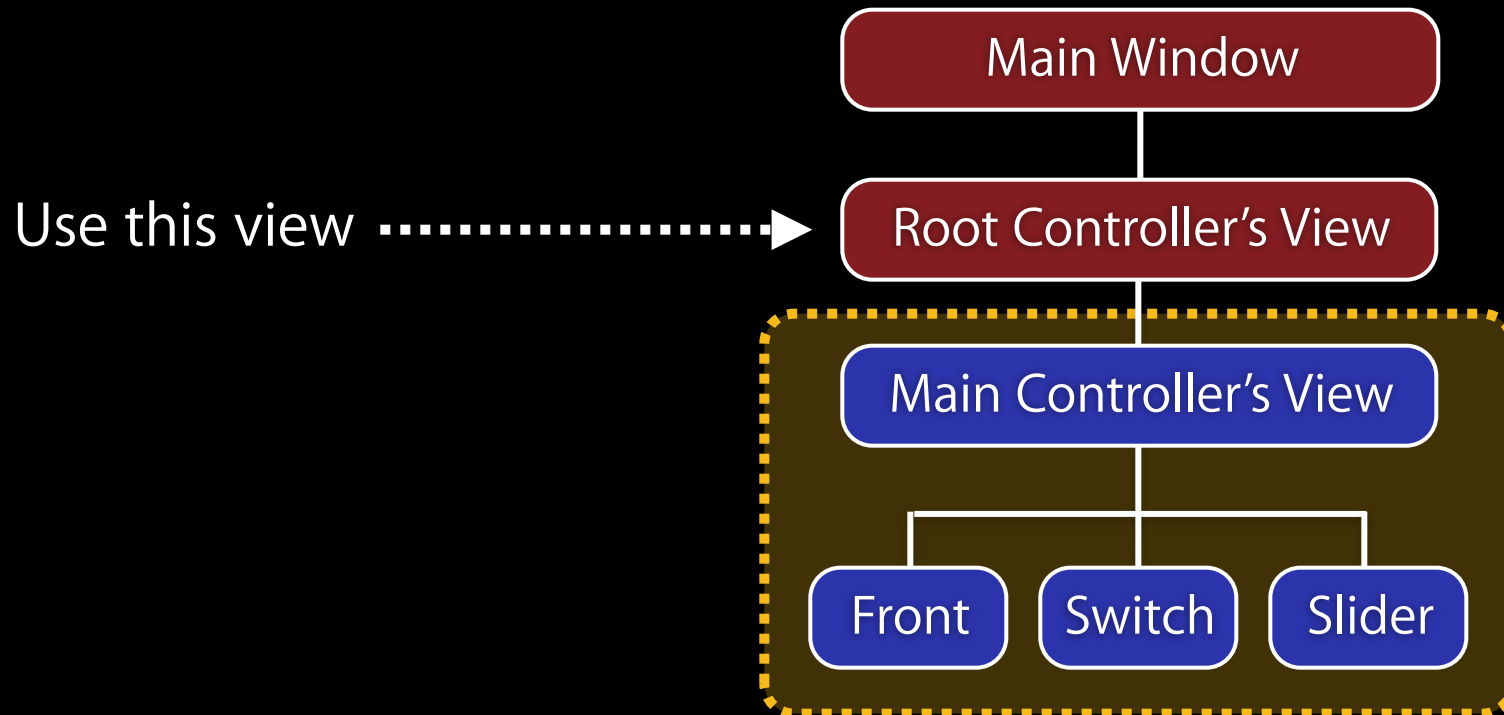 Main Window
Use this view
Root Controller’s View
Main Controller’s View
Front
Switch
Slider